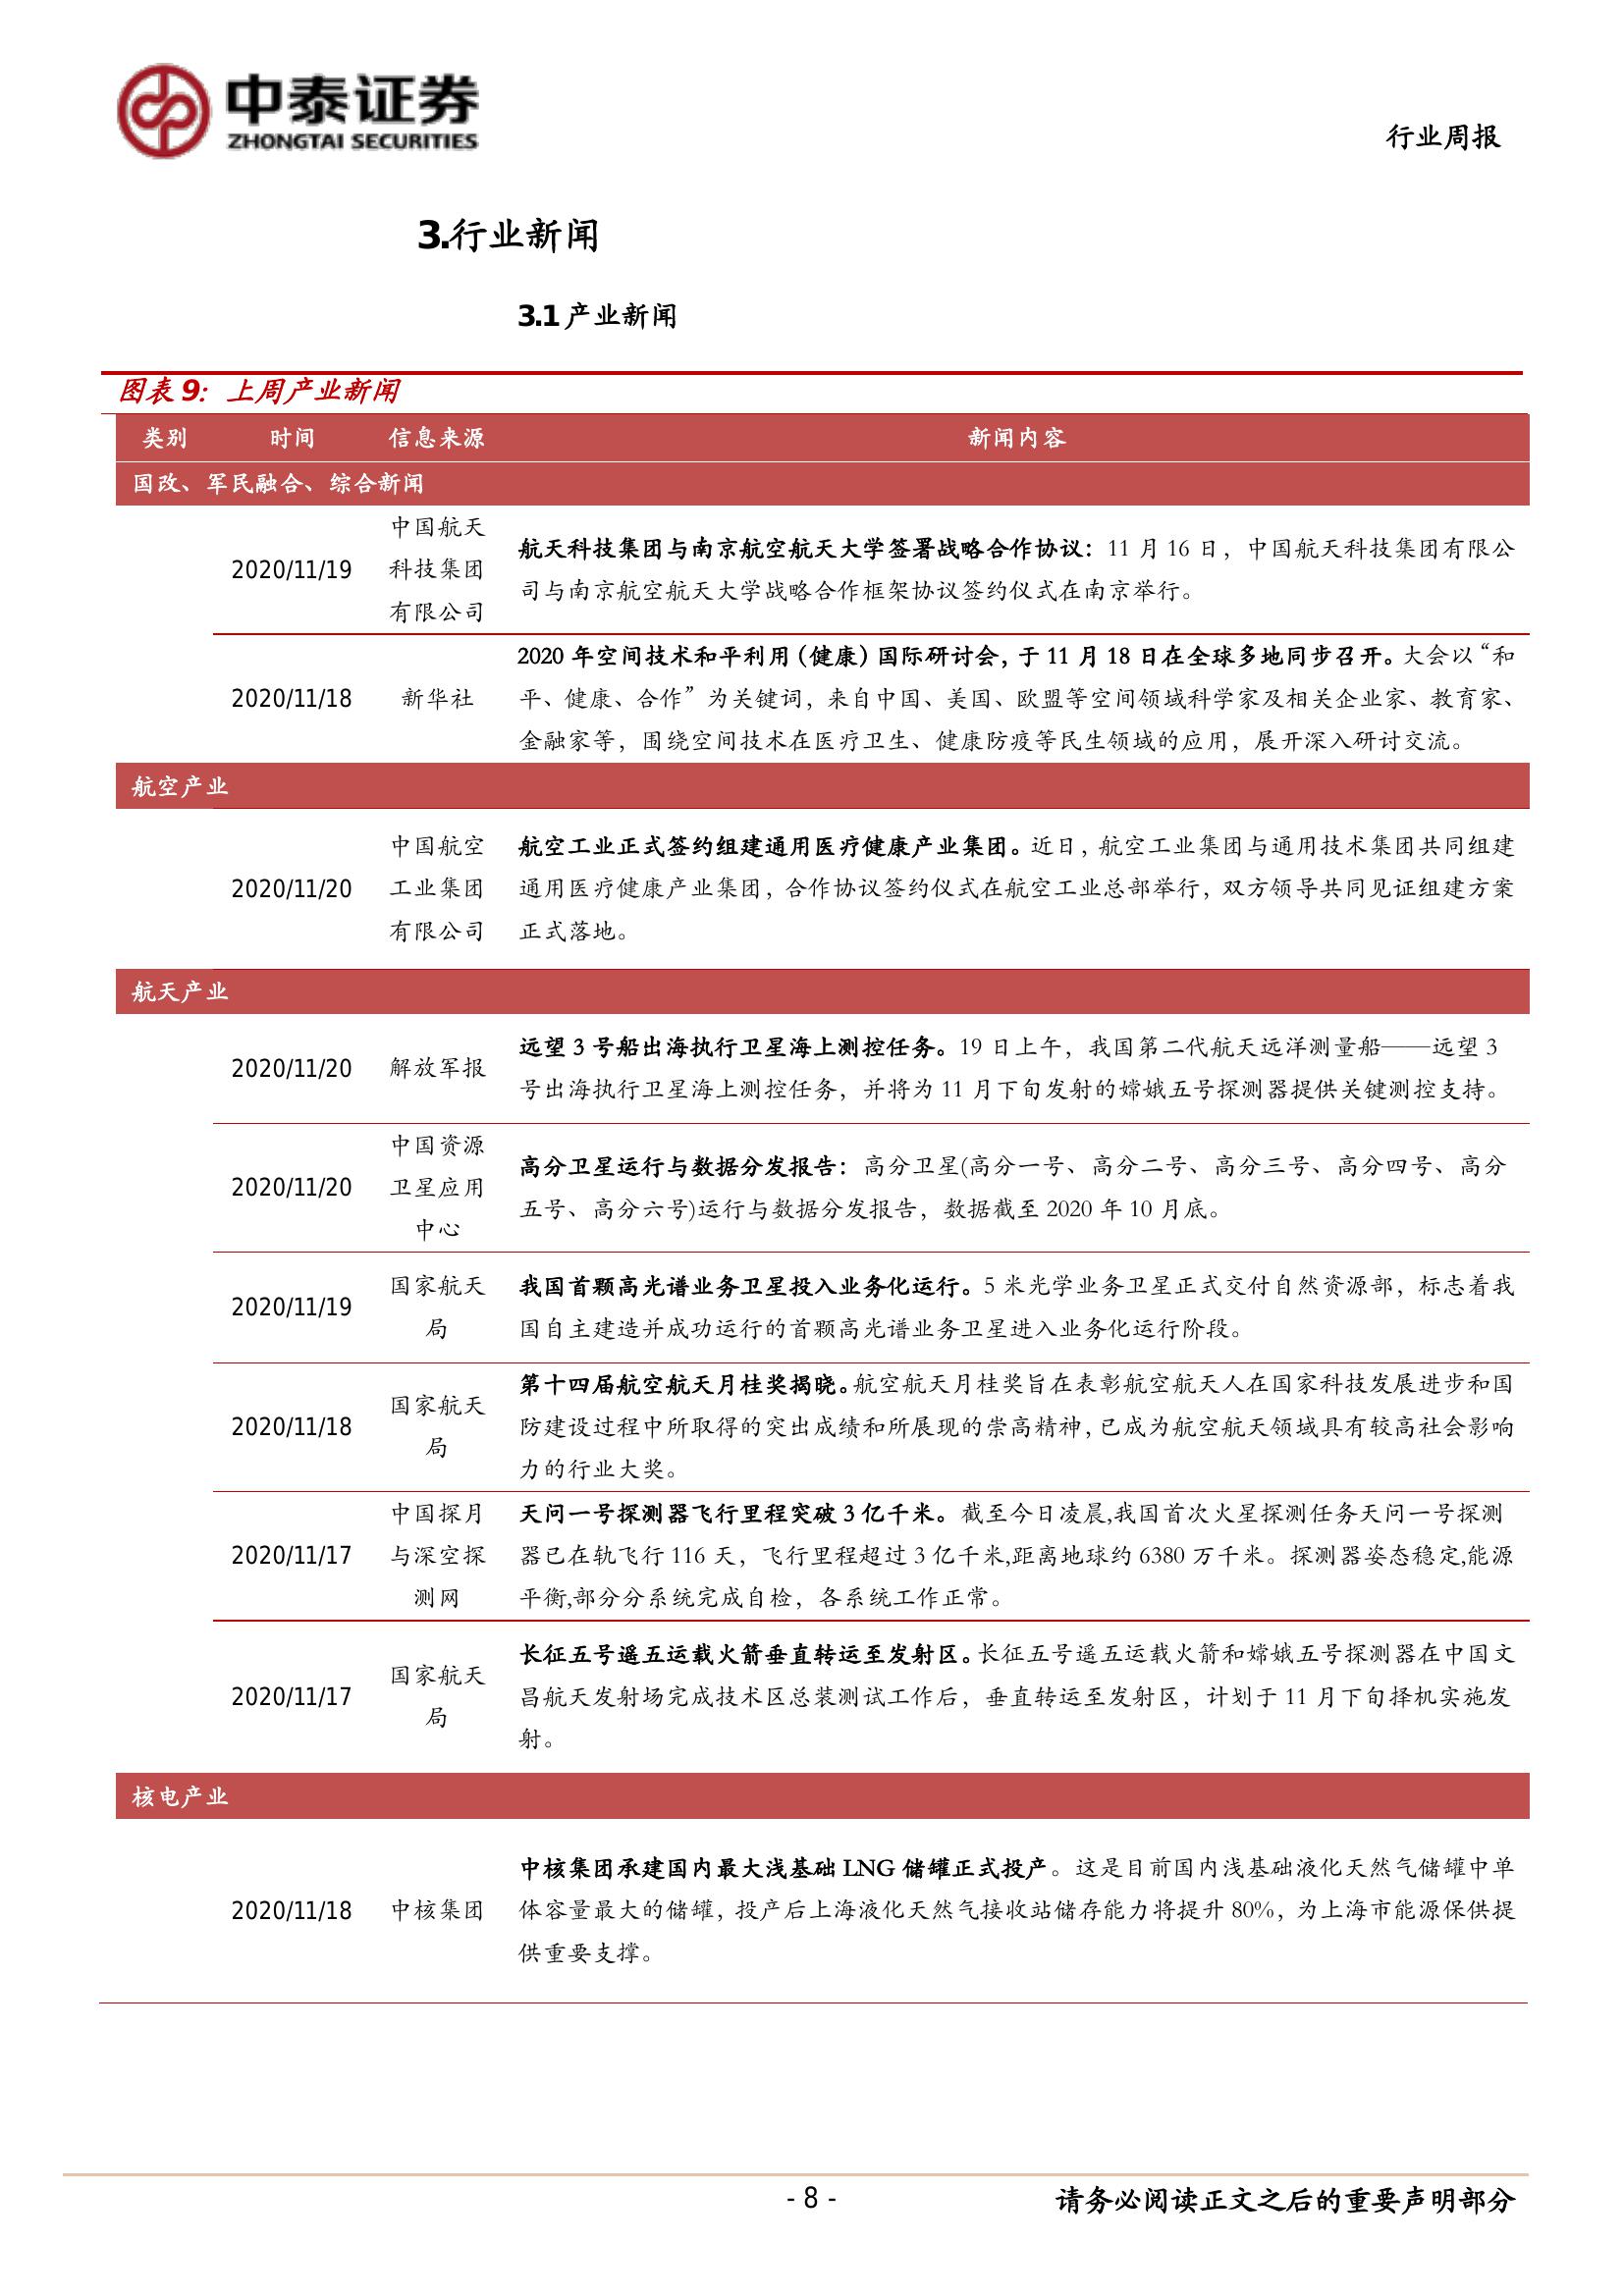 中泰证券
ZHONGTAI SECURITIES
行业周报
3.行业新闻
3.1 产业新闻
图表 9：上周产业新闻
类别 时间 信息来源 新闻内容
国改、军民融合、综合新闻
2020/11/19
中国航天
科技集团
有限公司
航天科技集团与南京航空航天大学签署战略合作协议：11 月 16 日，中国航天科技集团有限公
司与南京航空航天大学战略合作框架协议签约仪式在南京举行。
2020/11/18
新华社
2020 年空间技术和平利用（健康）国际研讨会，于 11 月 18 日在全球多地同步召开。大会以“和
平、健康、合作”为关键词，来自中国、美国、欧盟等空间领域科学家及相关企业家、教育家、
金融家等，围绕空间技术在医疗卫生、健康防疫等民生领域的应用，展开深入研讨交流。
航空产业
2020/11/20
中国航空
工业集团
有限公司
航空工业正式签约组建通用医疗健康产业集团。近日，航空工业集团与通用技术集团共同组建
通用医疗健康产业集团，合作协议签约仪式在航空工业总部举行，双方领导共同见证组建方案
正式落地。
航天产业
2020/11/20
解放军报
远望 3 号船出海执行卫星海上测控任务。19 日上午，我国第二代航天远洋测量船——远望 3
号出海执行卫星海上测控任务，并将为 11 月下旬发射的嫦娥五号探测器提供关键测控支持。
2020/11/20
中国资源
卫星应用
中心
高分卫星运行与数据分发报告：高分卫星(高分一号、高分二号、高分三号、高分四号、高分
五号、高分六号)运行与数据分发报告，数据截至 2020 年 10 月底。
2020/11/19
国家航天
局
我国首颗高光谱业务卫星投入业务化运行。5 米光学业务卫星正式交付自然资源部，标志着我
国自主建造并成功运行的首颗高光谱业务卫星进入业务化运行阶段。
2020/11/18
国家航天
局
第十四届航空航天月桂奖揭晓。航空航天月桂奖旨在表彰航空航天人在国家科技发展进步和国
防建设过程中所取得的突出成绩和所展现的崇高精神，已成为航空航天领域具有较高社会影响
力的行业大奖。
2020/11/17
中国探月
与深空探
测网
天问一号探测器飞行里程突破 3 亿千米。截至今日凌晨,我国首次火星探测任务天问一号探测
器已在轨飞行 116 天，飞行里程超过 3 亿千米,距离地球约 6380 万千米。探测器姿态稳定,能源
平衡,部分分系统完成自检，各系统工作正常。
2020/11/17
国家航天
局
长征五号遥五运载火箭垂直转运至发射区。长征五号遥五运载火箭和嫦娥五号探测器在中国文
昌航天发射场完成技术区总装测试工作后，垂直转运至发射区，计划于 11 月下旬择机实施发
射。
核电产业
2020/11/18
中核集团
中核集团承建国内最大浅基础 LNG 储罐正式投产。这是目前国内浅基础液化天然气储罐中单
体容量最大的储罐，投产后上海液化天然气接收站储存能力将提升 80%，为上海市能源保供提
供重要支撑。
- 8 -
请务必阅读正文之后的重要声明部分